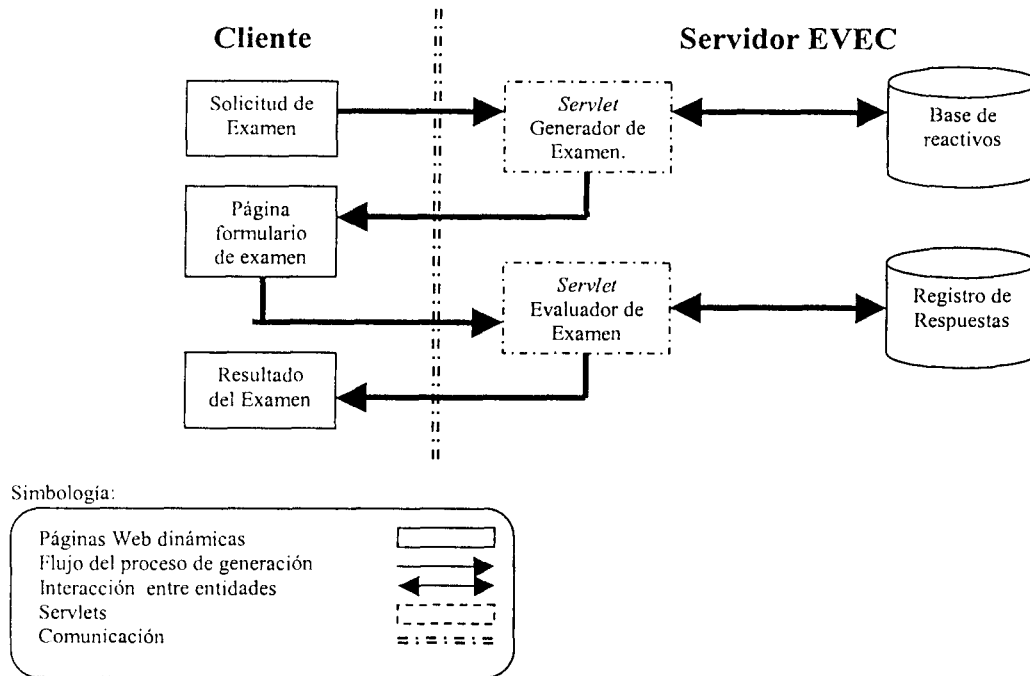 Cliente
Servidor EVEC
Solicitud de
Examen
Servlet
Generador de
Examen.
Base de
reactivos
Página
formulario
de examen
Servlet
Evaluador de
Examen
Registro de
Respuestas
Resultado
del Examen
Simbología:
Páginas Web dinámicas
Flujo del proceso de generación
Interacción entre entidades
Servlets
Comunicación